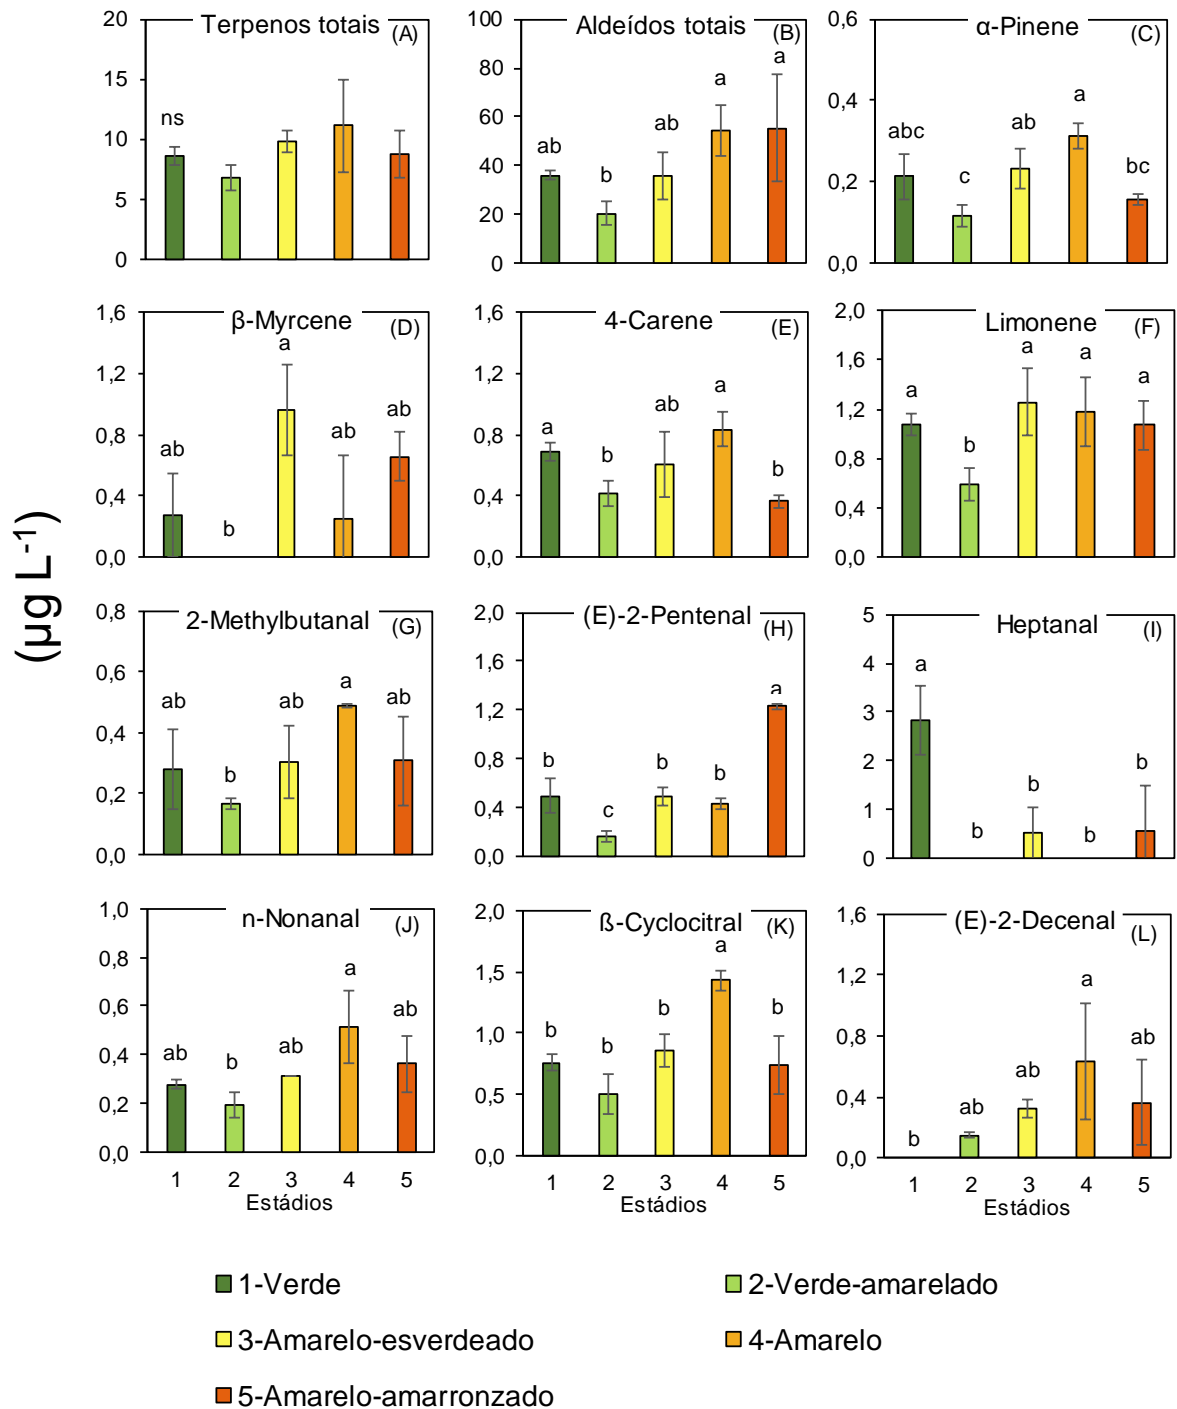 (µg L-1)
Terpenos totais (A)
20
15
10
5
0
ns
Aldeídos totais (B)
100
80
60
40
20
0
ab
b
ab
a
a
α-Pinene (C)
0,6
0,4
0,2
0,0
abc
c
ab
a
bc
β-Myrcene (D)
1,6
1,2
0,8
0,4
0,0
ab
b
a
ab
ab
4-Carene (E)
1,6
1,2
0,8
0,4
0,0
a
b
ab
a
b
Limonene (F)
2,0
1,6
1,2
0,8
0,4
0,0
a
b
a
a
a
2-Methylbutanal (G)
0,8
0,6
0,4
0,2
0,0
ab
b
ab
a
ab
(E)-2-Pentenal (H)
2,0
1,6
1,2
0,8
0,4
0,0
b
c
b
b
a
Heptanal (I)
5
4
3
2
1
0
a
b
b
b
b
n-Nonanal (J)
1,0
0,8
0,6
0,4
0,2
0,0
ab
b
ab
a
ab
1 2 3 4 5
Estádios
ß-Cyclocitral (K)
2,0
1,5
1,0
0,5
0,0
b
b
b
a
b
1 2 3 4 5
Estádios
(E)-2-Decenal (L)
1,6
1,2
0,8
0,4
0,0
b
ab
ab
a
ab
1 2 3 4 5
Estádios
1-Verde
2-Verde-amarelado
3-Amarelo-esverdeado
4-Amarelo
5-Amarelo-amarronzado